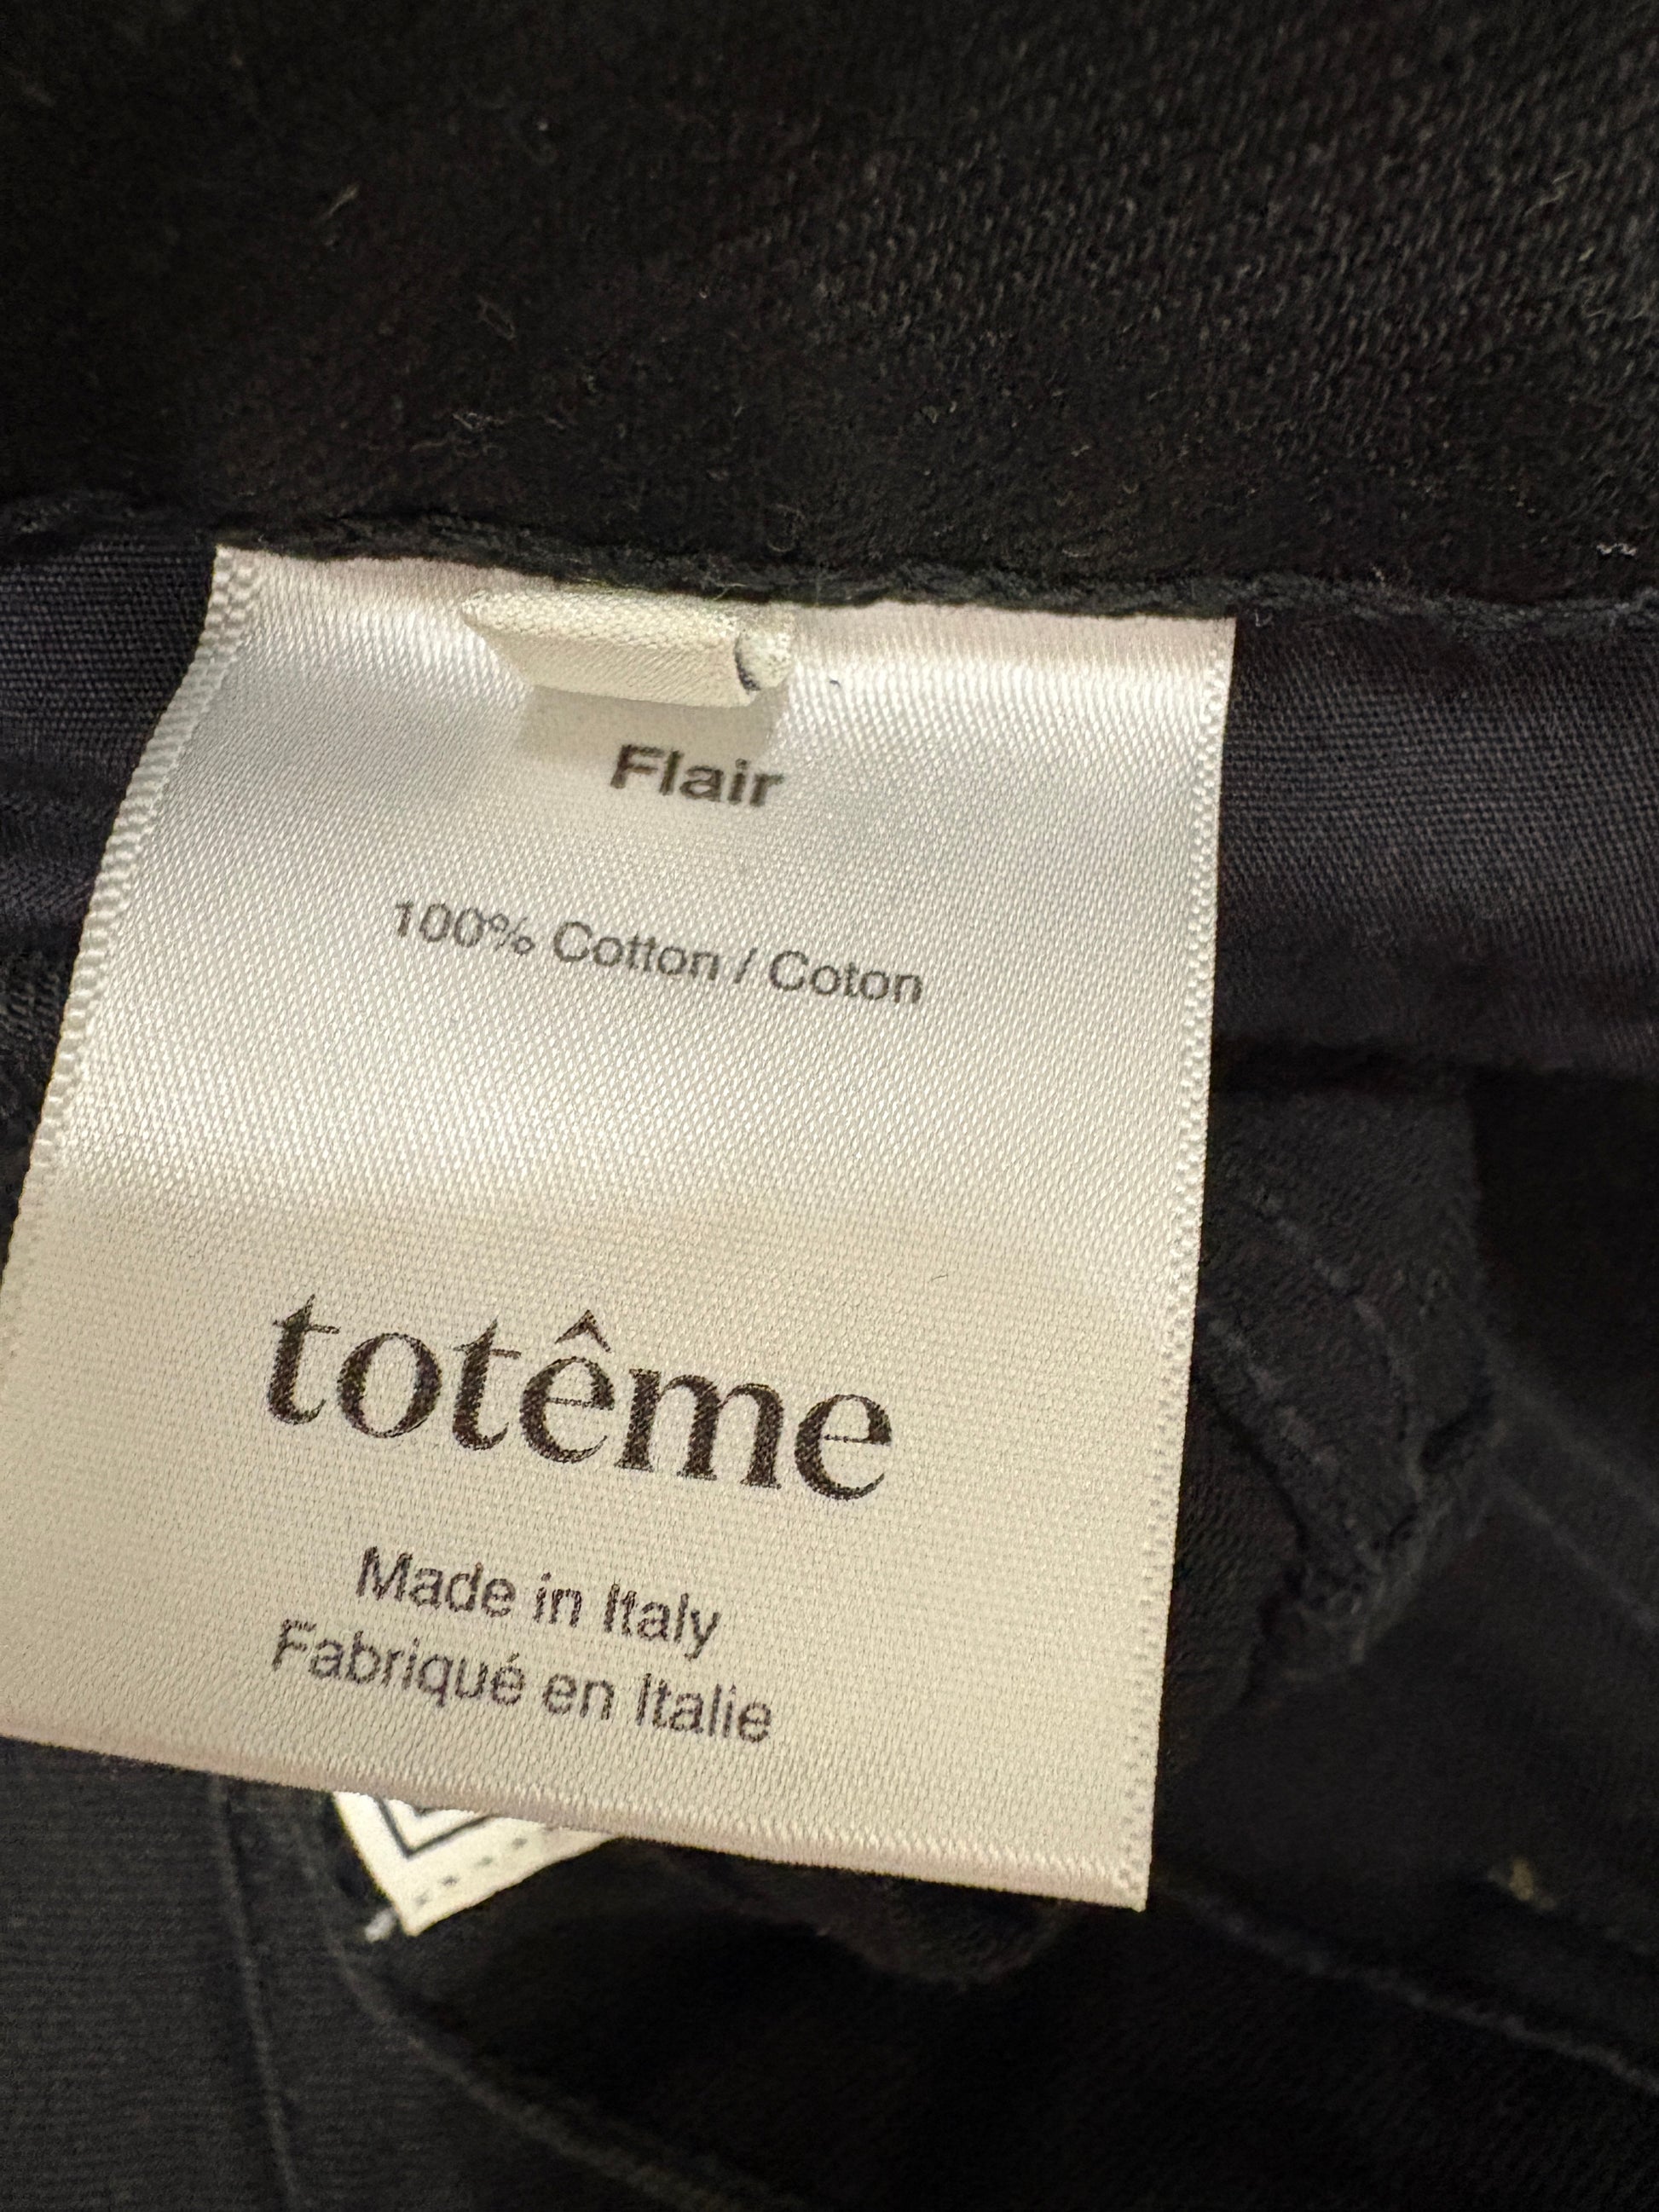 Flair
100% Cotton / Coton
totême
Made in Italy
Fabriqué en Italie